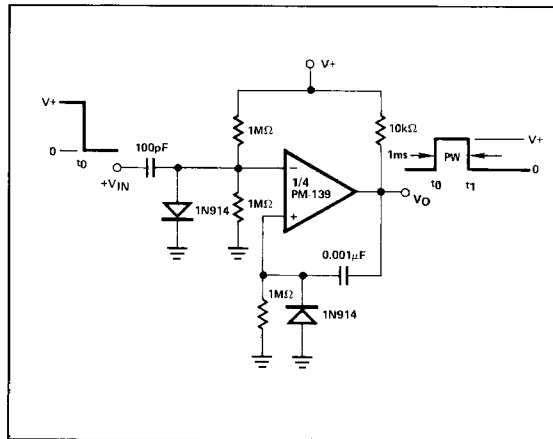 V+
V+
0
t0
+VIN
100pF
1MΩ
1MΩ
1N914
−
+
1/4
PM-139
10kΩ
1ms
PW
V+
0
t0
t1
VO
0.001µF
1MΩ
1N914